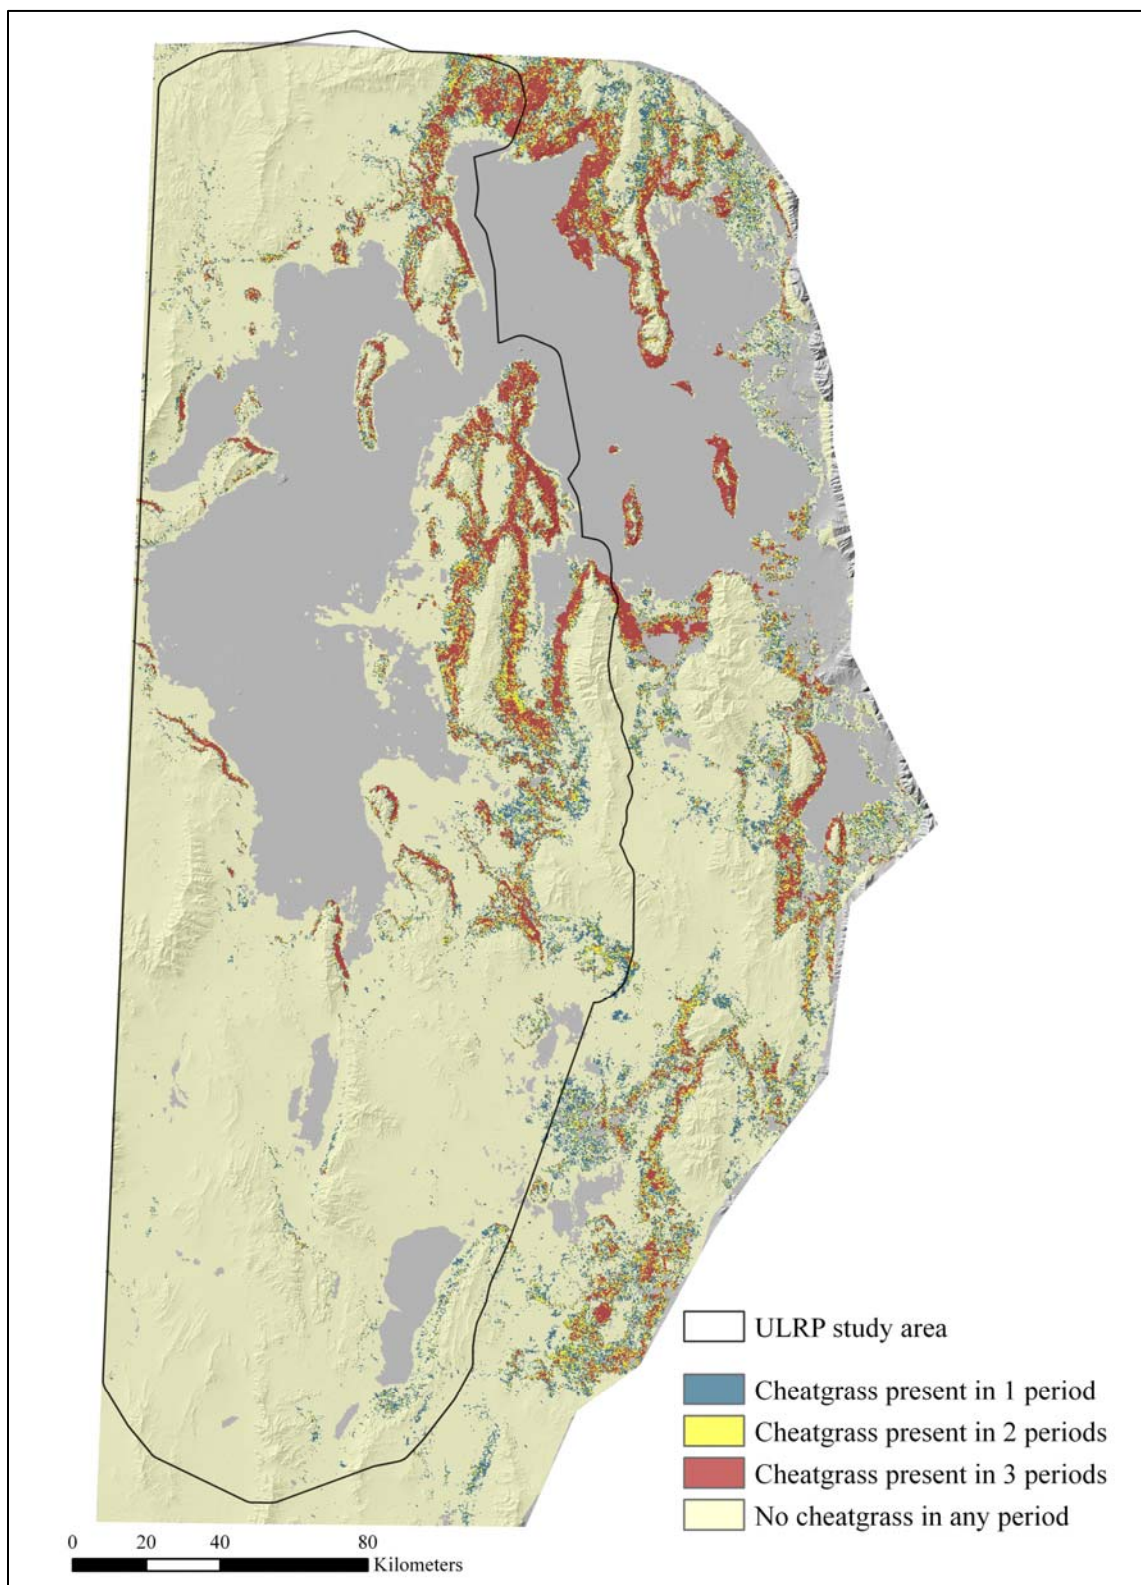 ULRP study area
Cheatgrass present in 1 period
Cheatgrass present in 2 periods
Cheatgrass present in 3 periods
No cheatgrass in any period
0 20 40 80
Kilometers